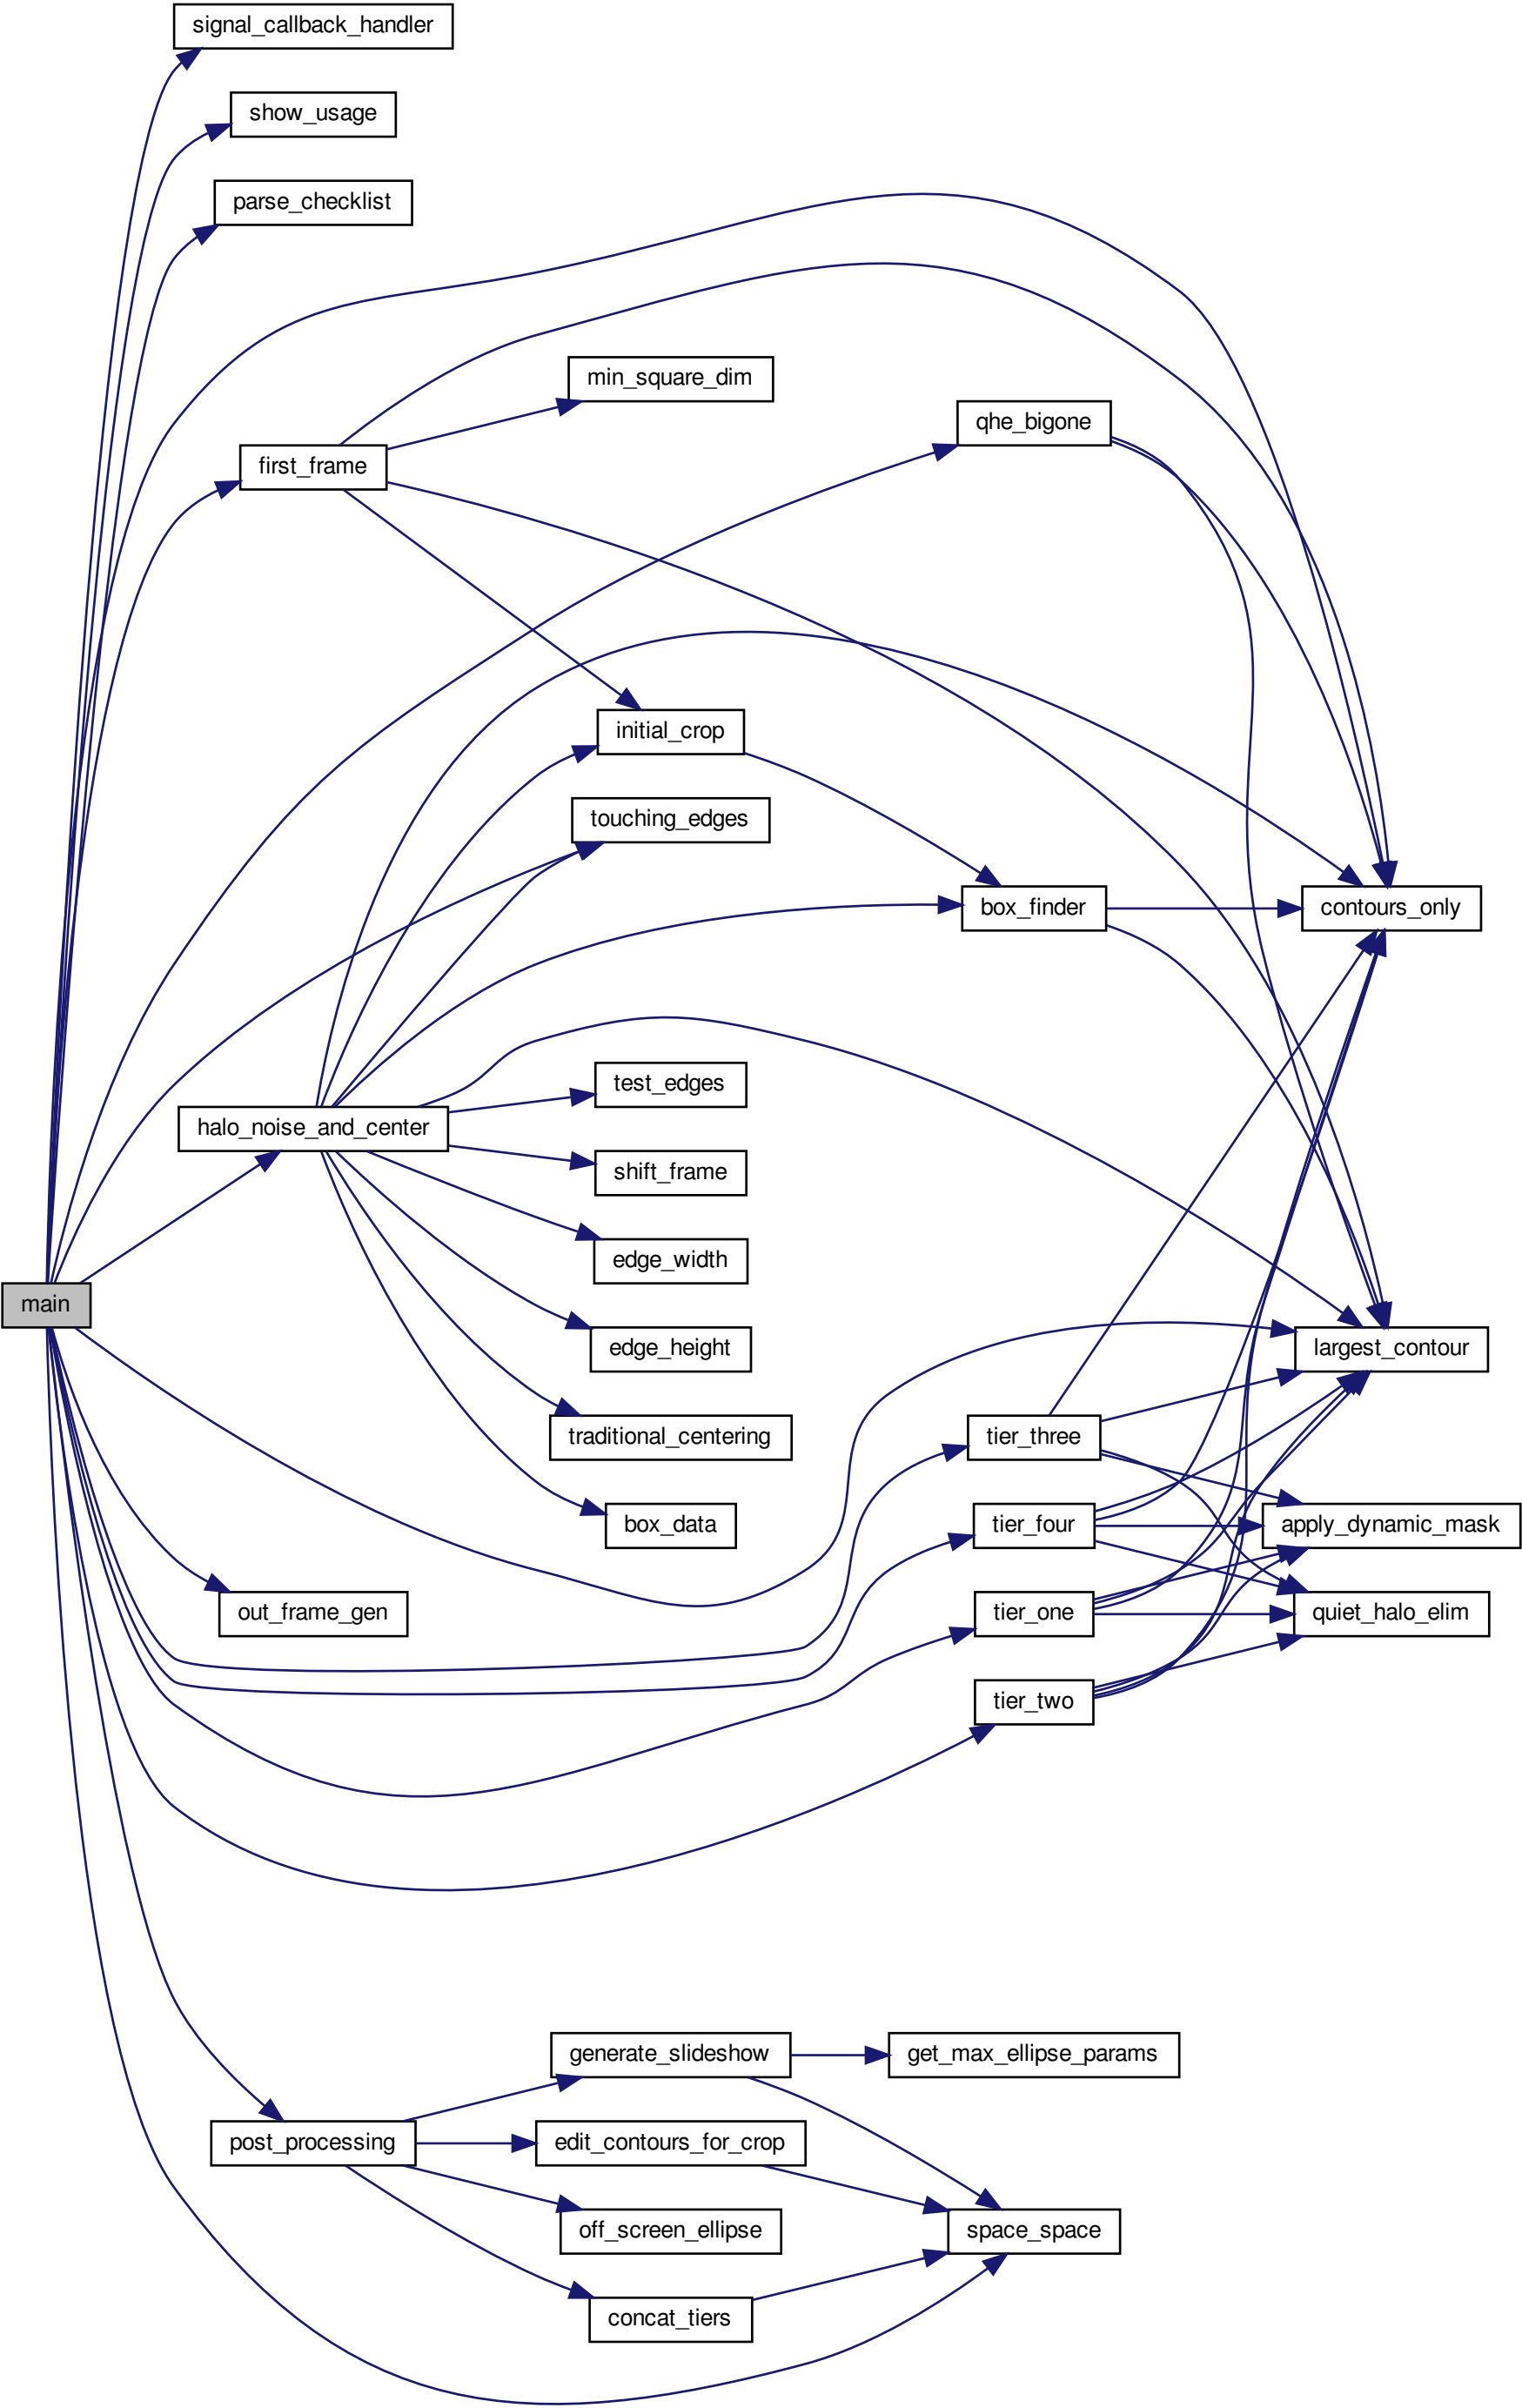 signal_callback_handler
show_usage
parse_checklist
min_square_dim
qhe_bigone
first_frame
initial_crop
touching_edges
box_finder
contours_only
test_edges
halo_noise_and_center
shift_frame
edge_width
main
edge_height
largest_contour
traditional_centering
tier_three
box_data
tier_four
apply_dynamic_mask
out_frame_gen
tier_one
quiet_halo_elim
tier_two
generate_slideshow
get_max_ellipse_params
post_processing
edit_contours_for_crop
off_screen_ellipse
space_space
concat_tiers